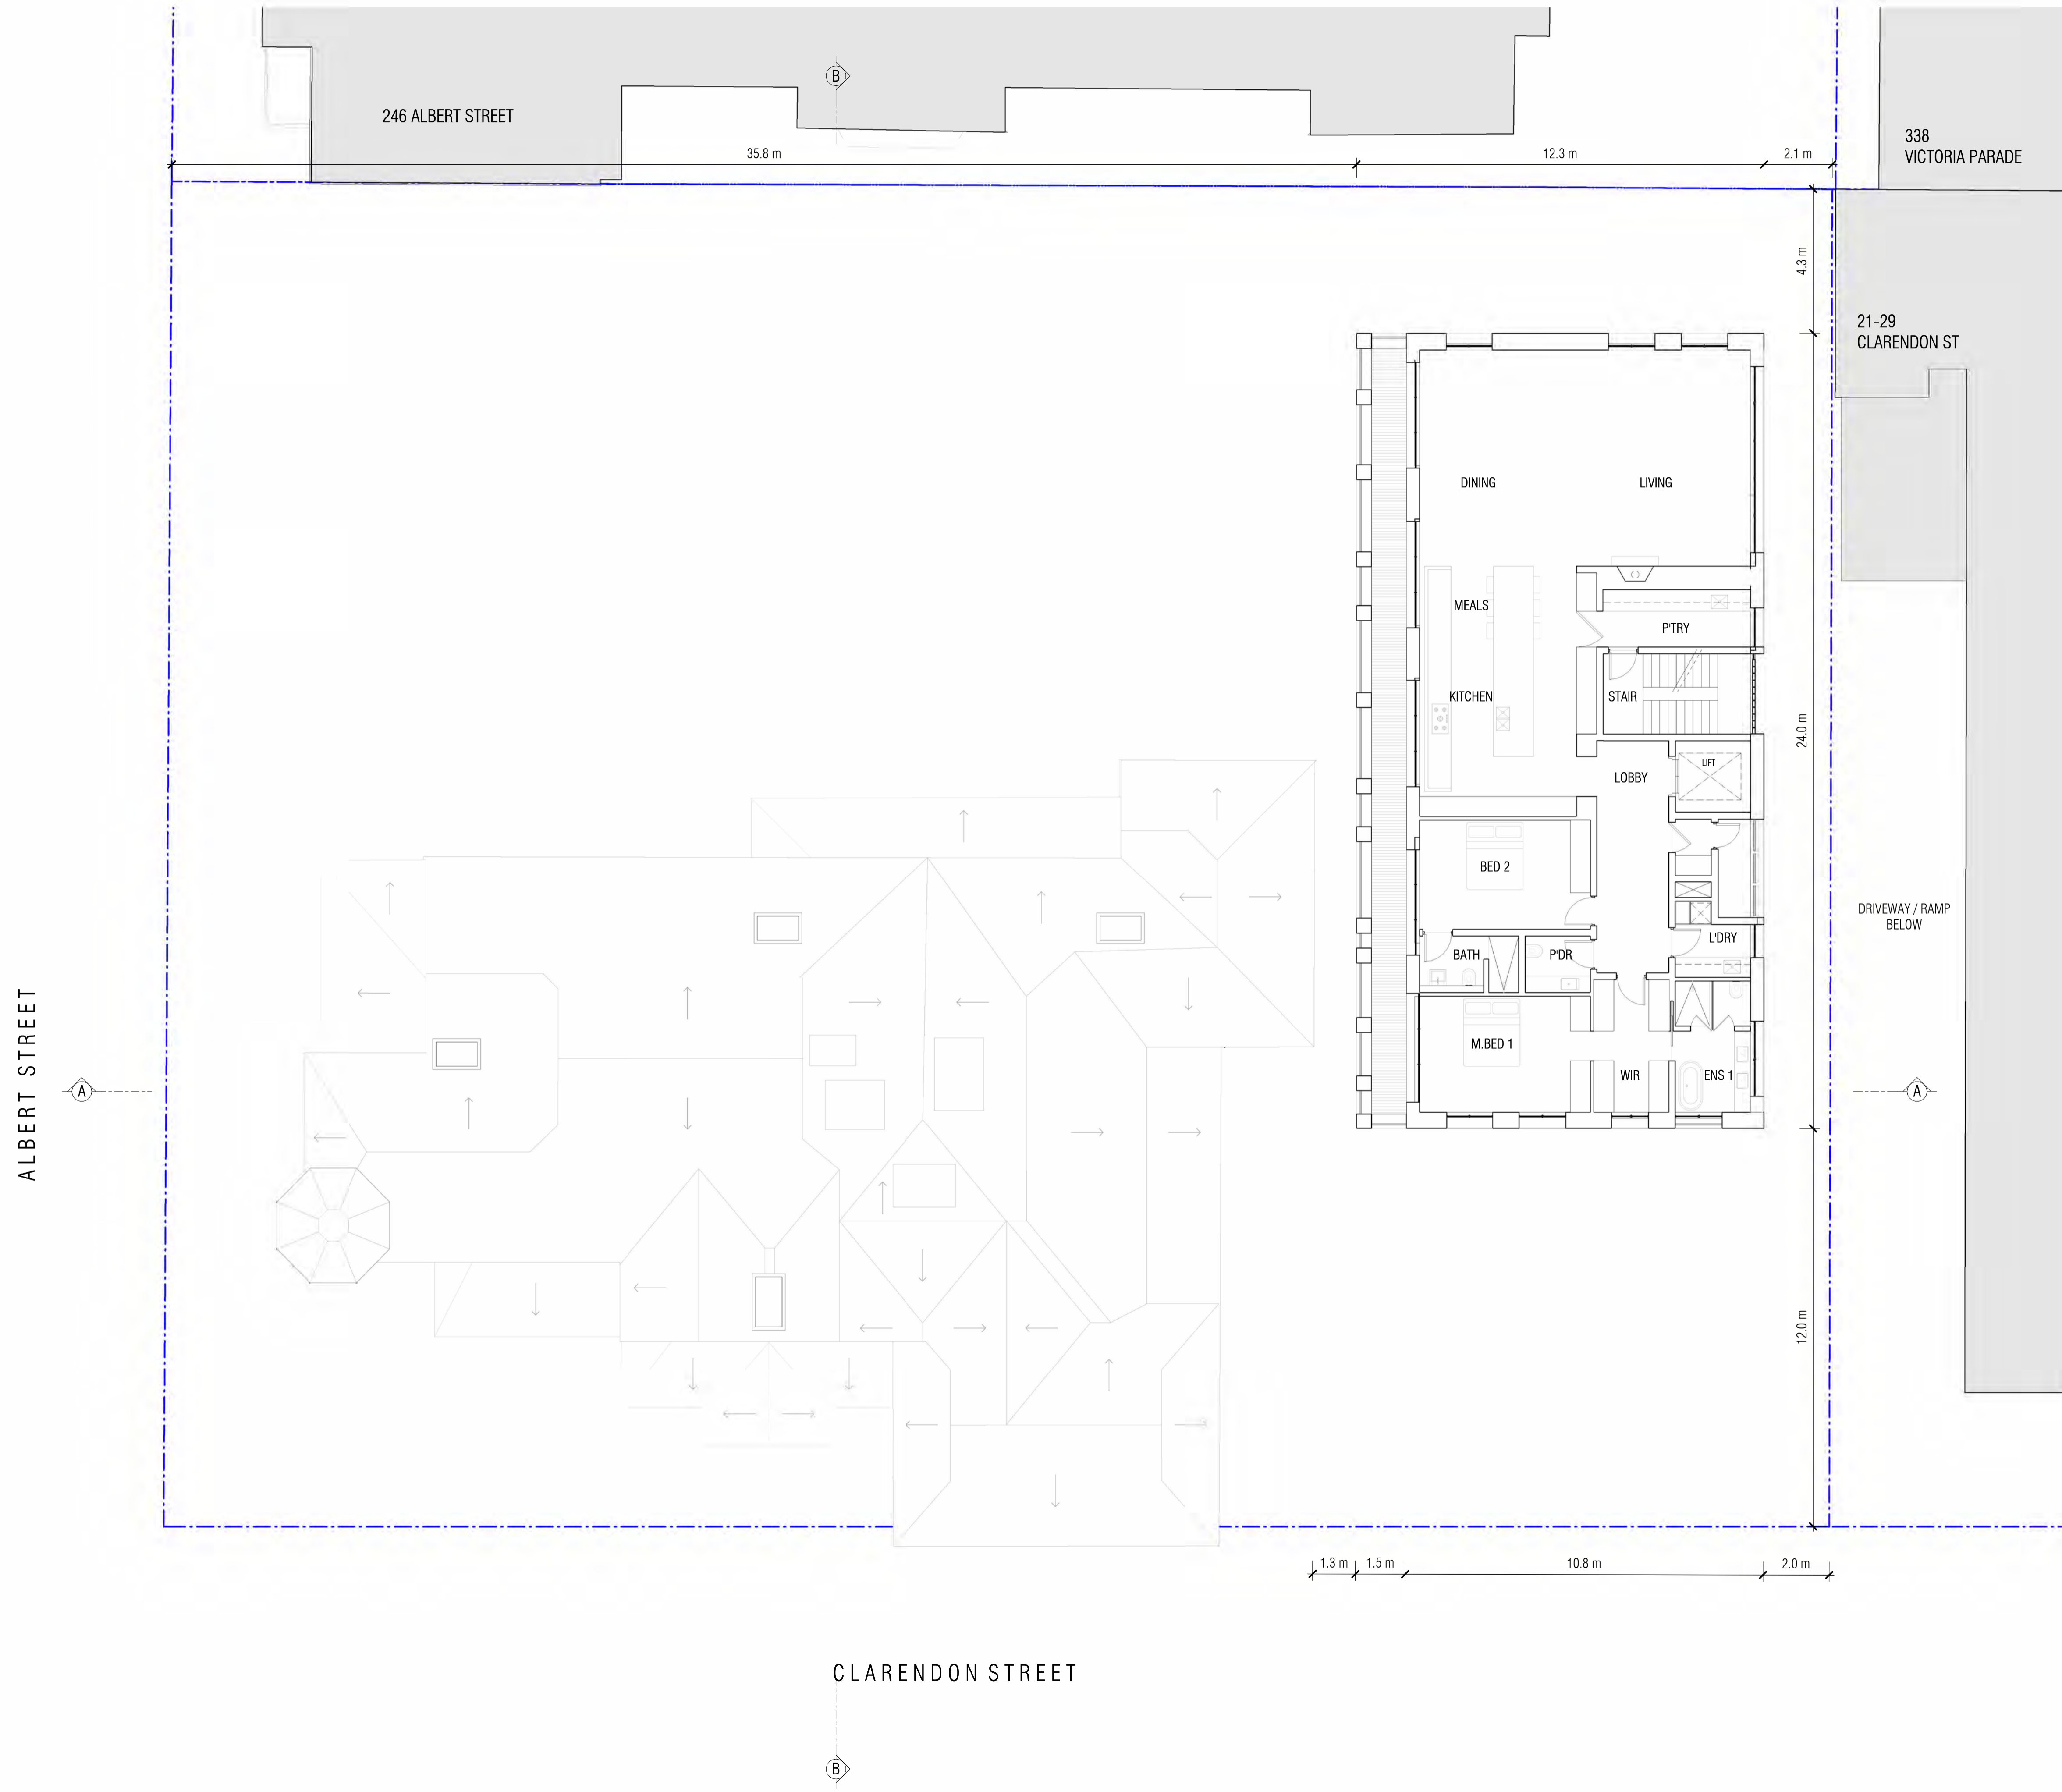 B
246 ALBERT STREET
338
VICTORIA PARADE
35.8 m
12.3 m
2.1 m
4.3 m
21-29
CLARENDON ST
DINING
LIVING
MEALS
P'TRY
KITCHEN
STAIR
24.0 m
LIFT
LOBBY
BED 2
DRIVEWAY / RAMP
BELOW
L'DRY
BATH
P'DR
M.BED 1
WIR
ENS 1
ALBERT STREET
A
A
12.0 m
1.3 m
1.5 m
10.8 m
2.0 m
CLARENDON STREET
B